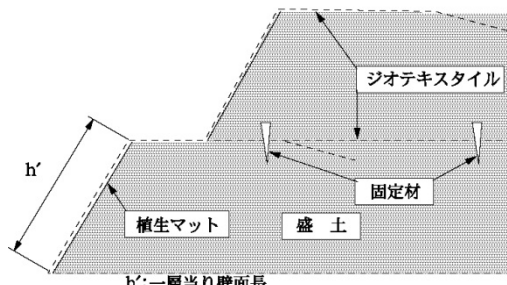 ジオテキスタイル
h′
固定材
植生マット
盛 土
h′:一層当り壁面長